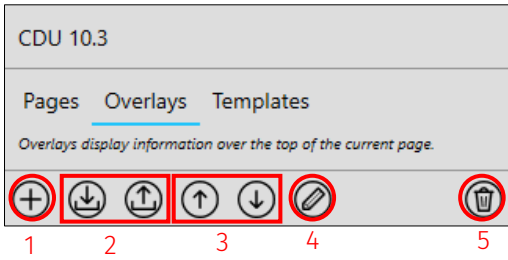 CDU 10.3
Pages Overlays Templates
Overlays display information over the top of the current page.
1 2 3 4 5